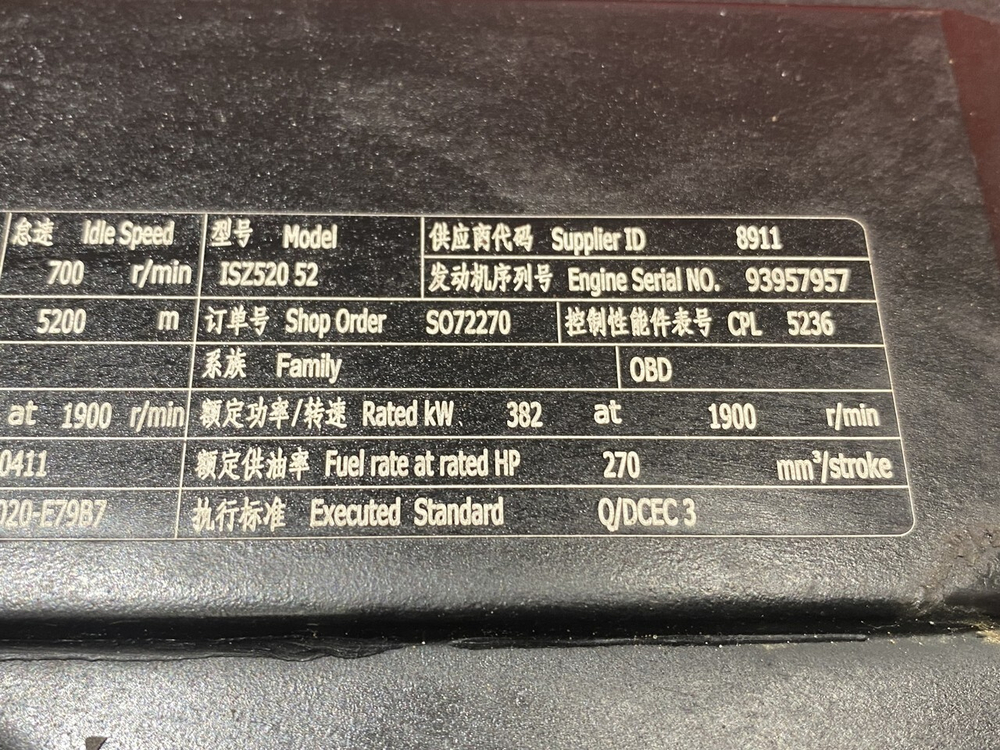 怠速 Idle Speed 型号 Model 供应商代码 Supplier ID 8911
700 r/min ISZ520 52 发动机序列号 Engine Serial NO. 93957957
5200 m 订单号 Shop Order SO72270 控制性能件表号 CPL 5236
系族 Family OBD
at 1900 r/min 额定功率/转速 Rated kW 382 at 1900 r/min
0411 额定供油率 Fuel rate at rated HP 270 mm³/stroke
020-E79B7 执行标准 Executed Standard Q/DCEC 3